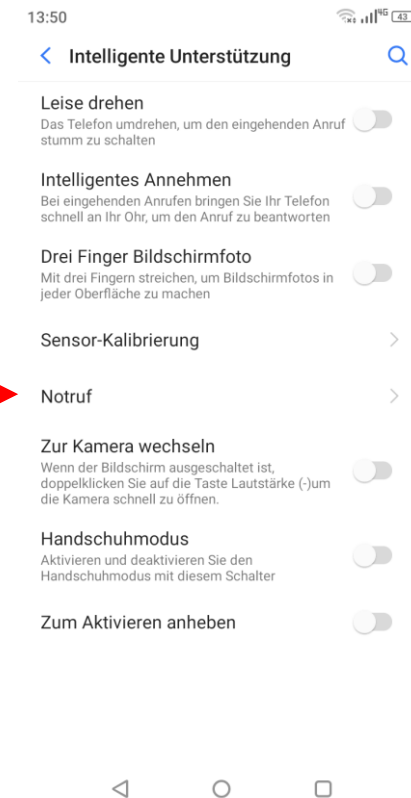 13:50
4G 43
Intelligente Unterstützung
Leise drehen
Das Telefon umdrehen, um den eingehenden Anruf
stumm zu schalten
Intelligentes Annehmen
Bei eingehenden Anrufen bringen Sie Ihr Telefon
schnell an Ihr Ohr, um den Anruf zu beantworten
Drei Finger Bildschirmfoto
Mit drei Fingern streichen, um Bildschirmfotos in
jeder Oberfläche zu machen
Sensor-Kalibrierung
Notruf
Zur Kamera wechseln
Wenn der Bildschirm ausgeschaltet ist,
doppelklicken Sie auf die Taste Lautstärke (-)um
die Kamera schnell zu öffnen.
Handschuhmodus
Aktivieren und deaktivieren Sie den
Handschuhmodus mit diesem Schalter
Zum Aktivieren anheben